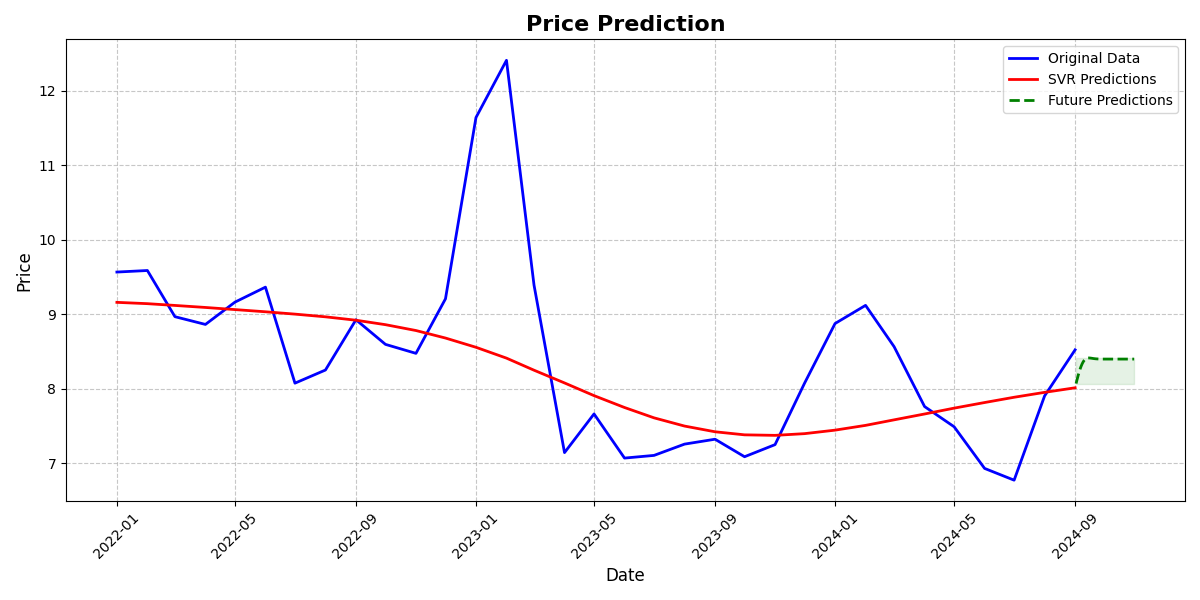 Price Prediction
Original Data
SVR Predictions
Future Predictions
Price
12
11
10
9
8
7
2022-01
2022-05
2022-09
2023-01
2023-05
2023-09
2024-01
2024-05
2024-09
Date